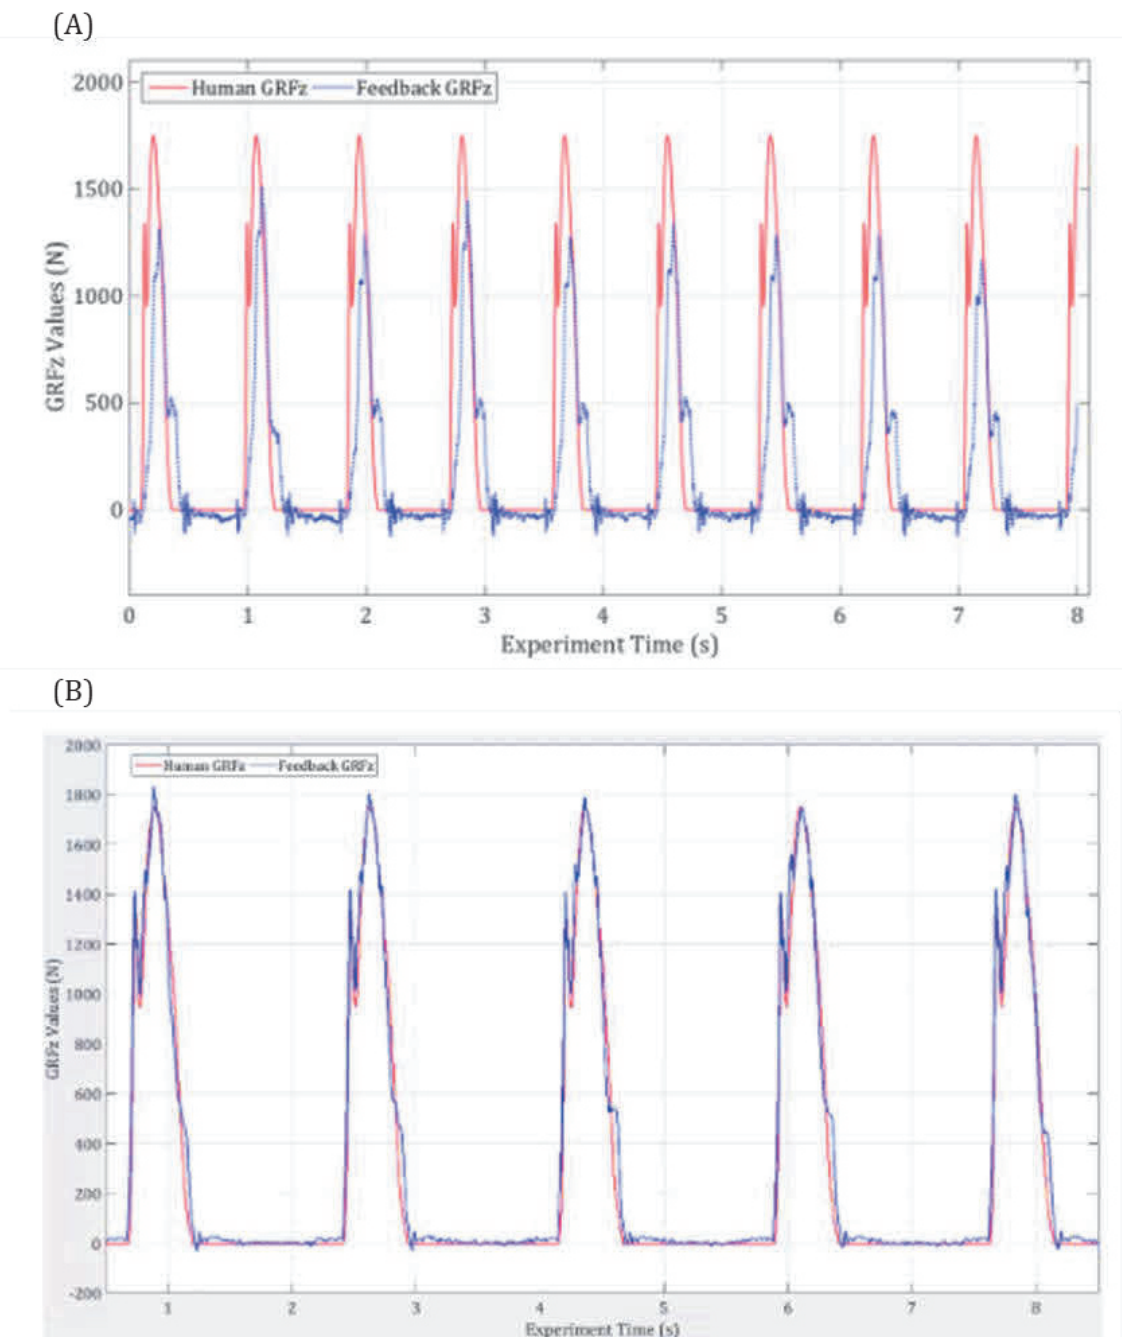 (A)
2000
1500
1000
500
0
Human GRFz Feedback GRFz
GRFz Values (N)
0 1 2 3 4 5 6 7 8
Experiment Time (s)
(B)
2000
1800
1600
1400
1200
1000
800
600
400
200
0
-200
Human GRFz Feedback GRFz
GRFz Values (N)
1 2 3 4 5 6 7 8
Experiment Time (s)